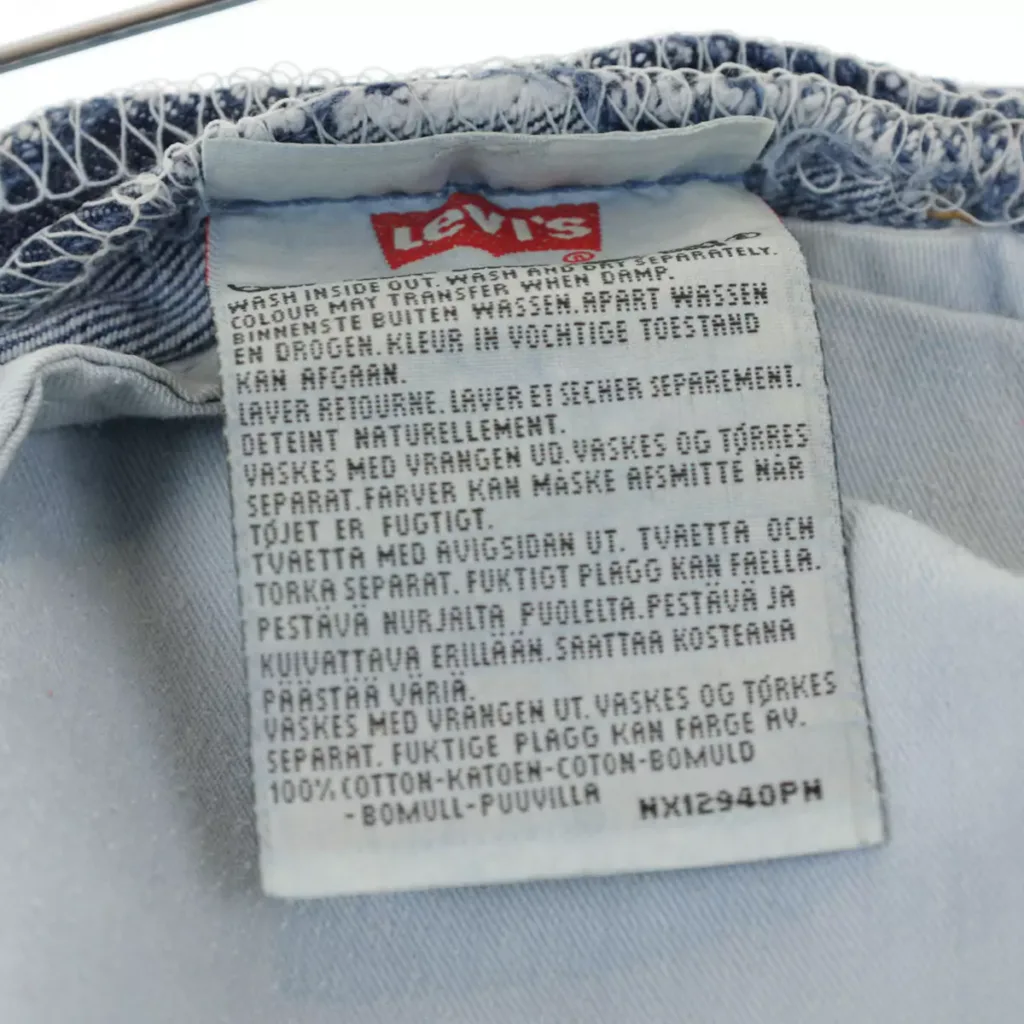 LEVI'S
®
WASH INSIDE OUT. WASH AND DRY SEPARATELY.
COLOUR MAY TRANSFER WHEN DAMP.
BINNENSTE BUITEN WASSEN. APART WASSEN
EN DROGEN. KLEUR IN VOCHTIGE TOESTAND
KAN AFGAAN.
LAVER RETOURNE. LAVER ET SECHER SEPAREMENT.
DETEINT NATURELLEMENT.
VASKES MED VRANGEN UD. VASKES OG TØRRES
SEPARAT. FARVER KAN MÅSKE AFSMITTE NÅR
TØJET ER FUGTIGT.
TVAETTA MED AVIGSIDAN UT. TVAETTA OCH
TORKA SEPARAT. FUKTIGT PLAGG KAN FAELLA.
PESTÄVÄ NURJALTA PUOLELTA. PESTÄVÄ JA
KUIVATTAVA ERILLÄÄN. SAATTAA KOSTEANA
PÄÄSTÄÄ VÄRIÄ.
VASKES MED VRANGEN UT. VASKES OG TØRKES
SEPARAT. FUKTIGE PLAGG KAN FARGE AV.
100% COTTON-KATOEN-COTON-BOMULD
-BOMULL-PUUVILLA NX12940PN